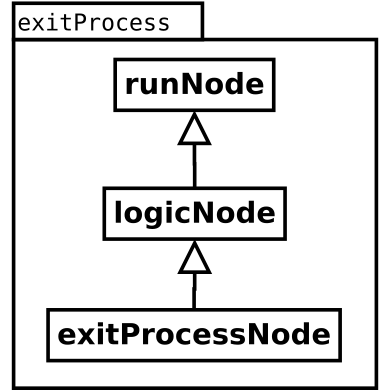 exitProcess
runNode
logicNode
exitProcessNode